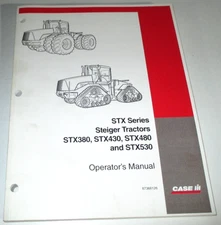 STX Series
Steiger Tractors
STX380, STX430, STX480
and STX530
Operator's Manual
CASE IH